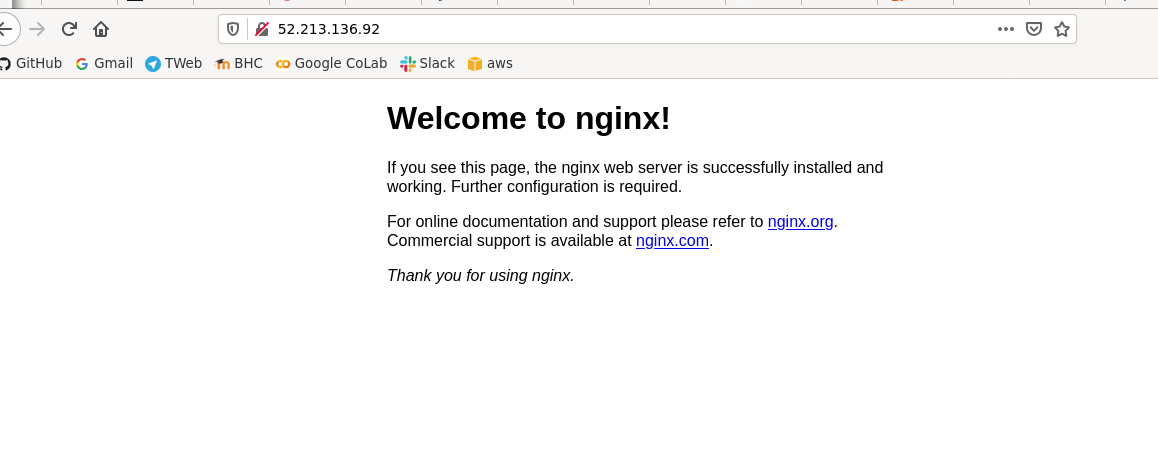 52.213.136.92
GitHub Gmail TWeb BHC Google CoLab Slack aws
Welcome to nginx!
If you see this page, the nginx web server is successfully installed and
working. Further configuration is required.
For online documentation and support please refer to nginx.org.
Commercial support is available at nginx.com.
Thank you for using nginx.